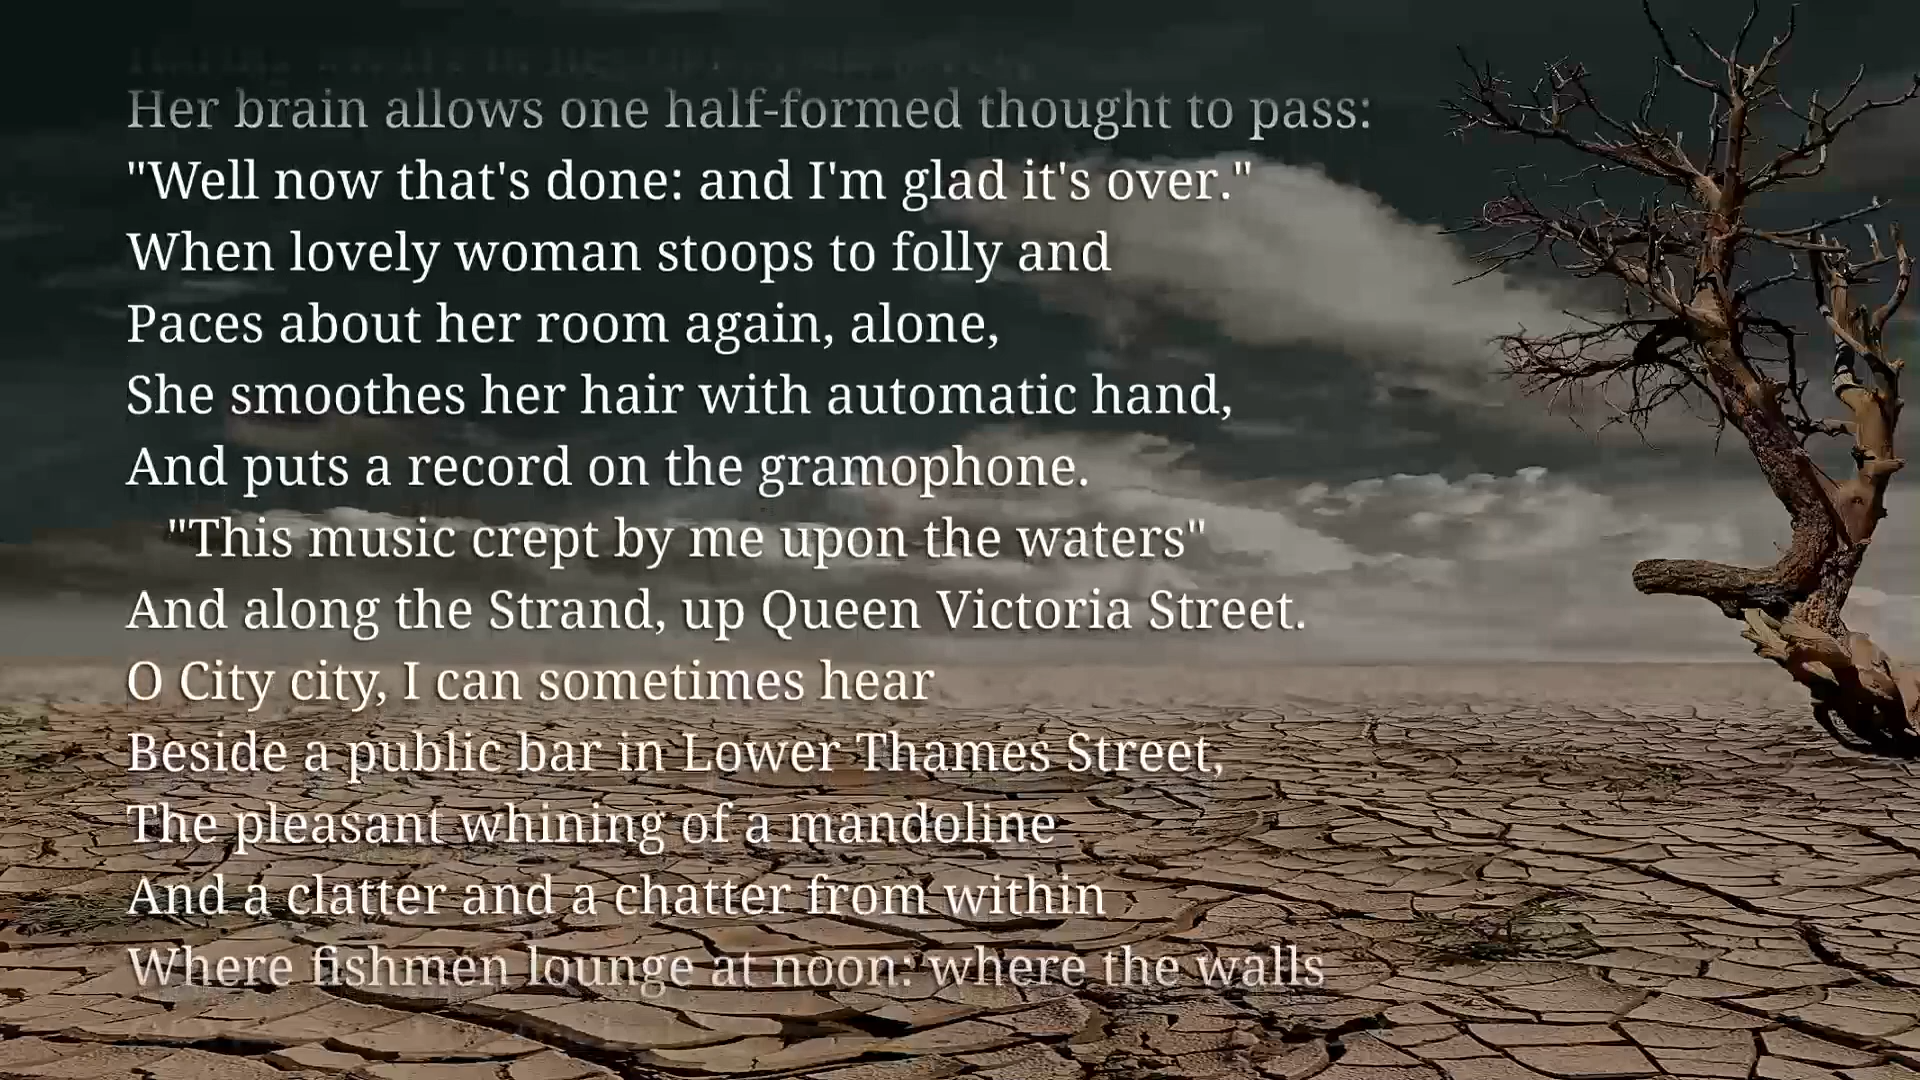 Her brain allows one half-formed thought to pass:
"Well now that's done: and I'm glad it's over."
When lovely woman stoops to folly and
Paces about her room again, alone,
She smoothes her hair with automatic hand,
And puts a record on the gramophone.
"This music crept by me upon the waters"
And along the Strand, up Queen Victoria Street.
O City city, I can sometimes hear
Beside a public bar in Lower Thames Street,
The pleasant whining of a mandoline
And a clatter and a chatter from within
Where fishmen lounge at noon: where the walls